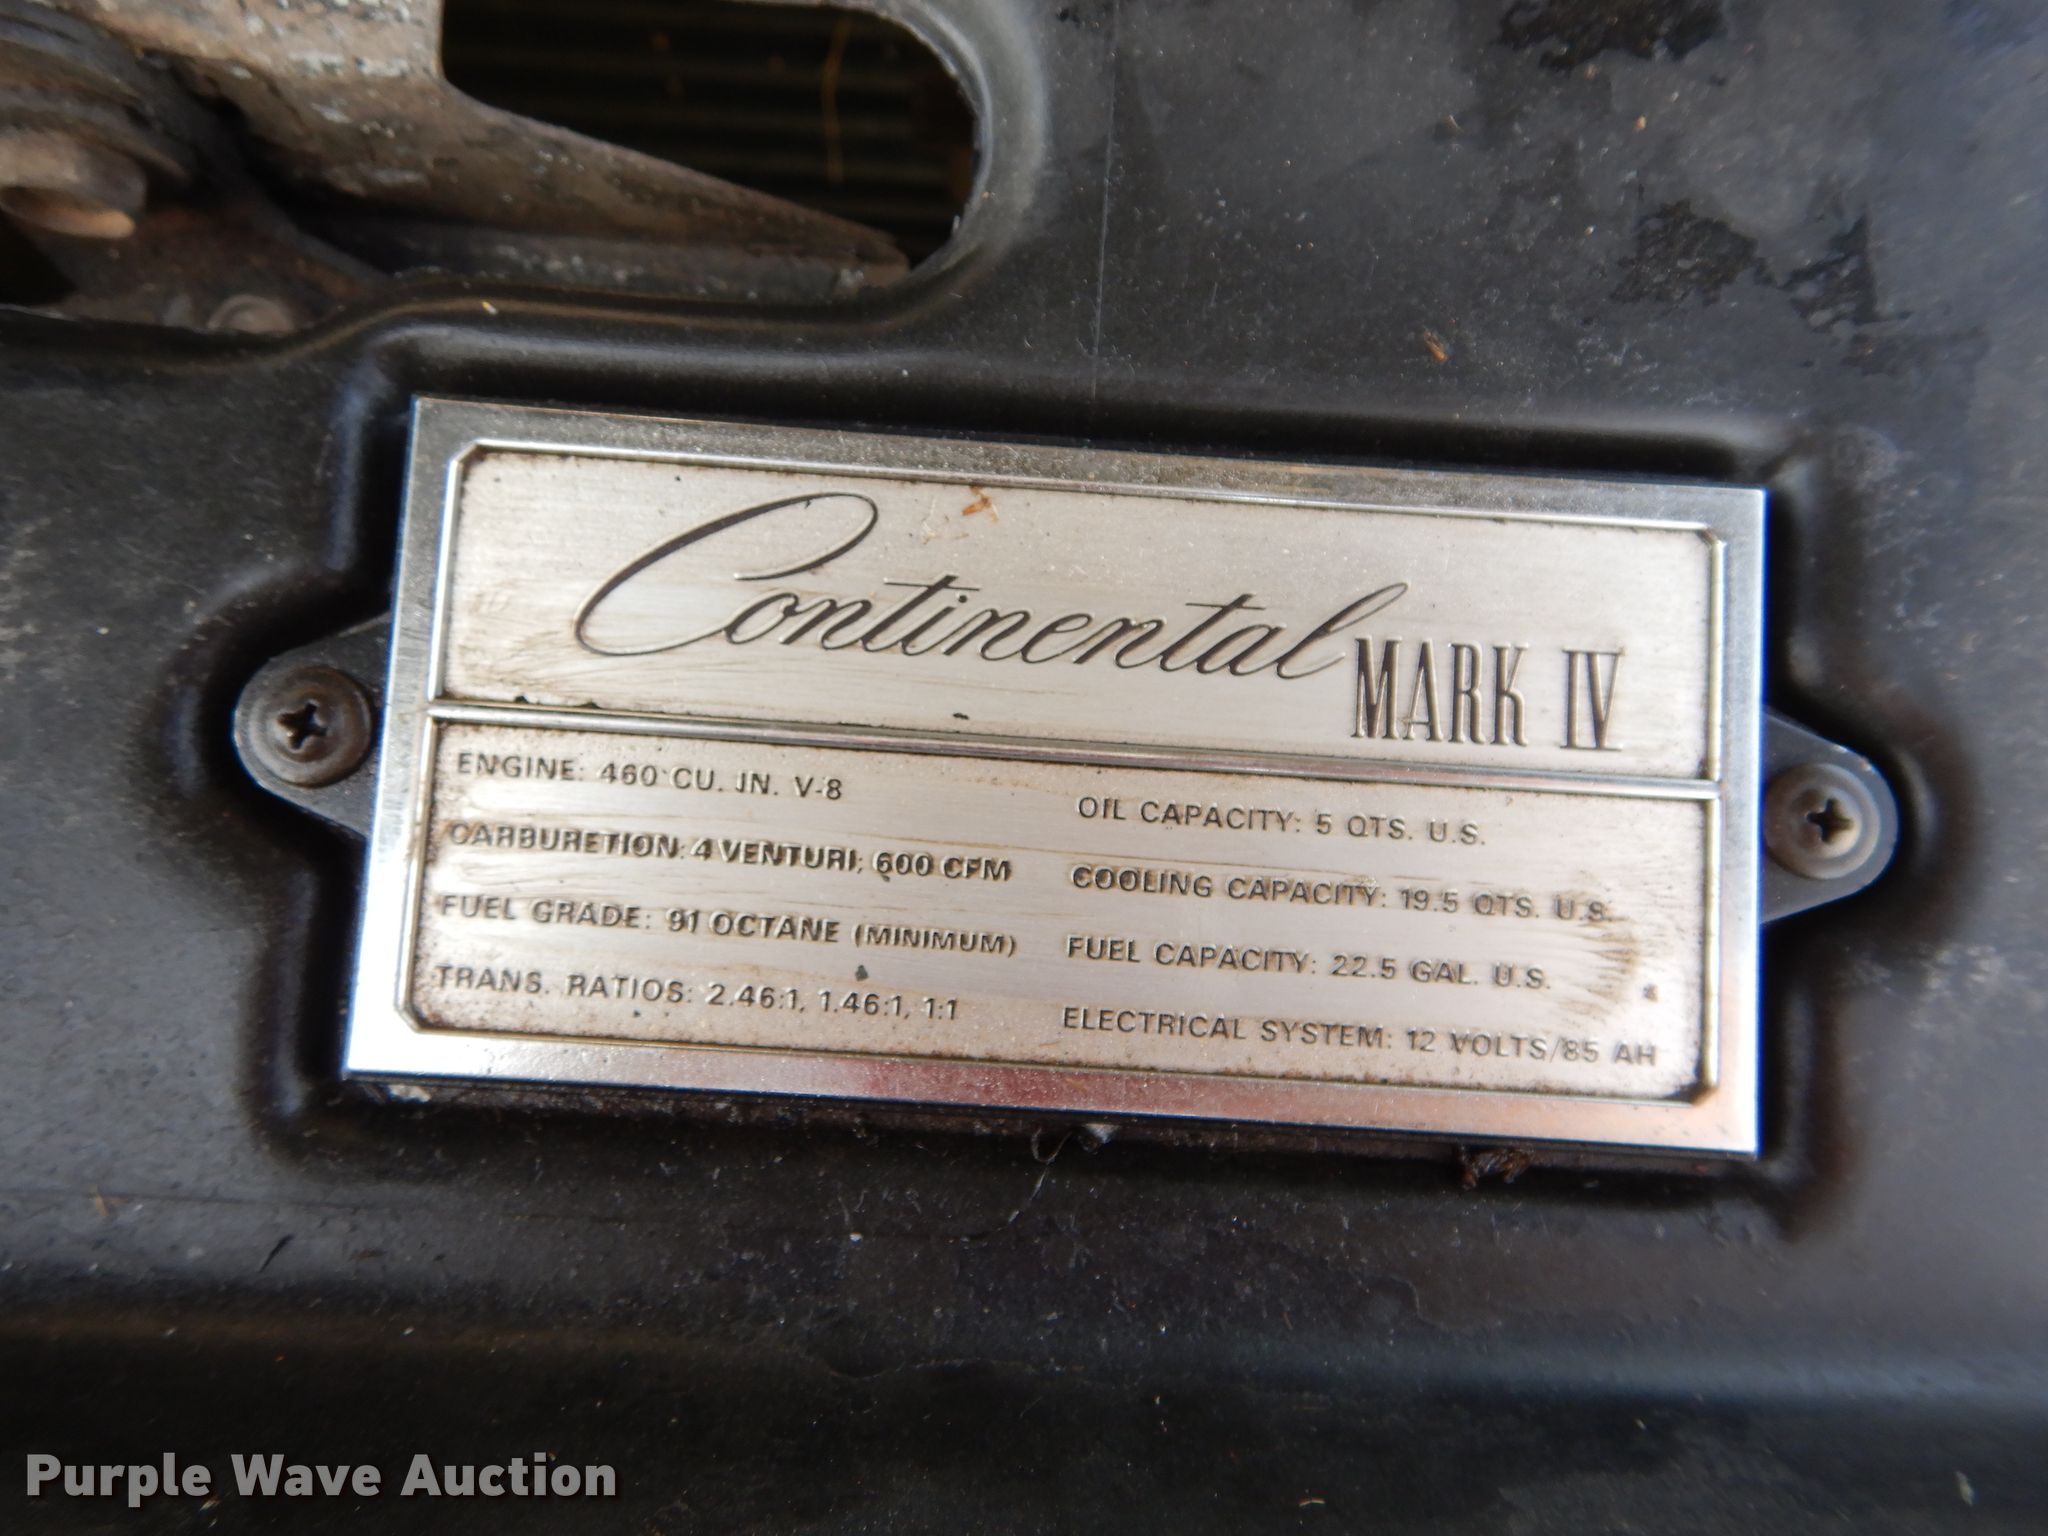 Continental MARK IV
ENGINE: 460 CU. IN. V-8
CARBURETION: 4 VENTURI, 600 CFM
FUEL GRADE: 91 OCTANE (MINIMUM)
TRANS. RATIOS: 2.46:1, 1.46:1, 1:1
OIL CAPACITY: 5 QTS. U.S.
COOLING CAPACITY: 19.5 QTS. U.S.
FUEL CAPACITY: 22.5 GAL. U.S.
ELECTRICAL SYSTEM: 12 VOLTS/85 AH
Purple Wave Auction